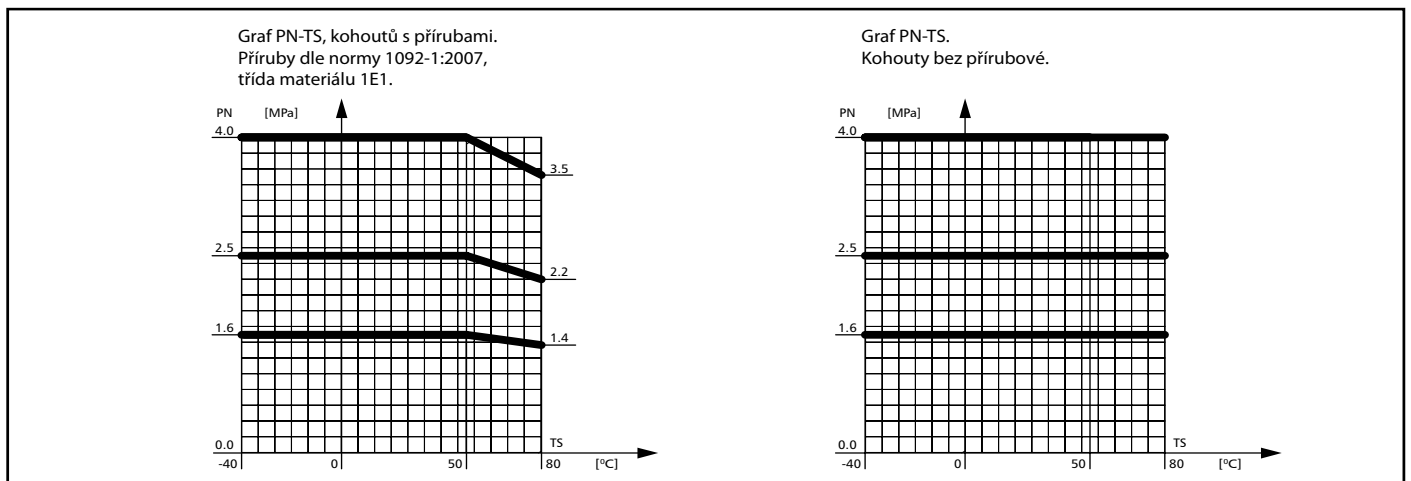 Graf PN-TS, kohoutů s přírubami.
Příruby dle normy 1092-1:2007,
třída materiálu 1E1.
PN [MPa]
4.0
3.5
2.5
2.2
1.6
1.4
0.0
TS
-40 0 50 80 [⁰C]
Graf PN-TS.
Kohouty bez přírubové.
PN [MPa]
4.0
2.5
1.6
0.0
TS
-40 0 50 80 [⁰C]